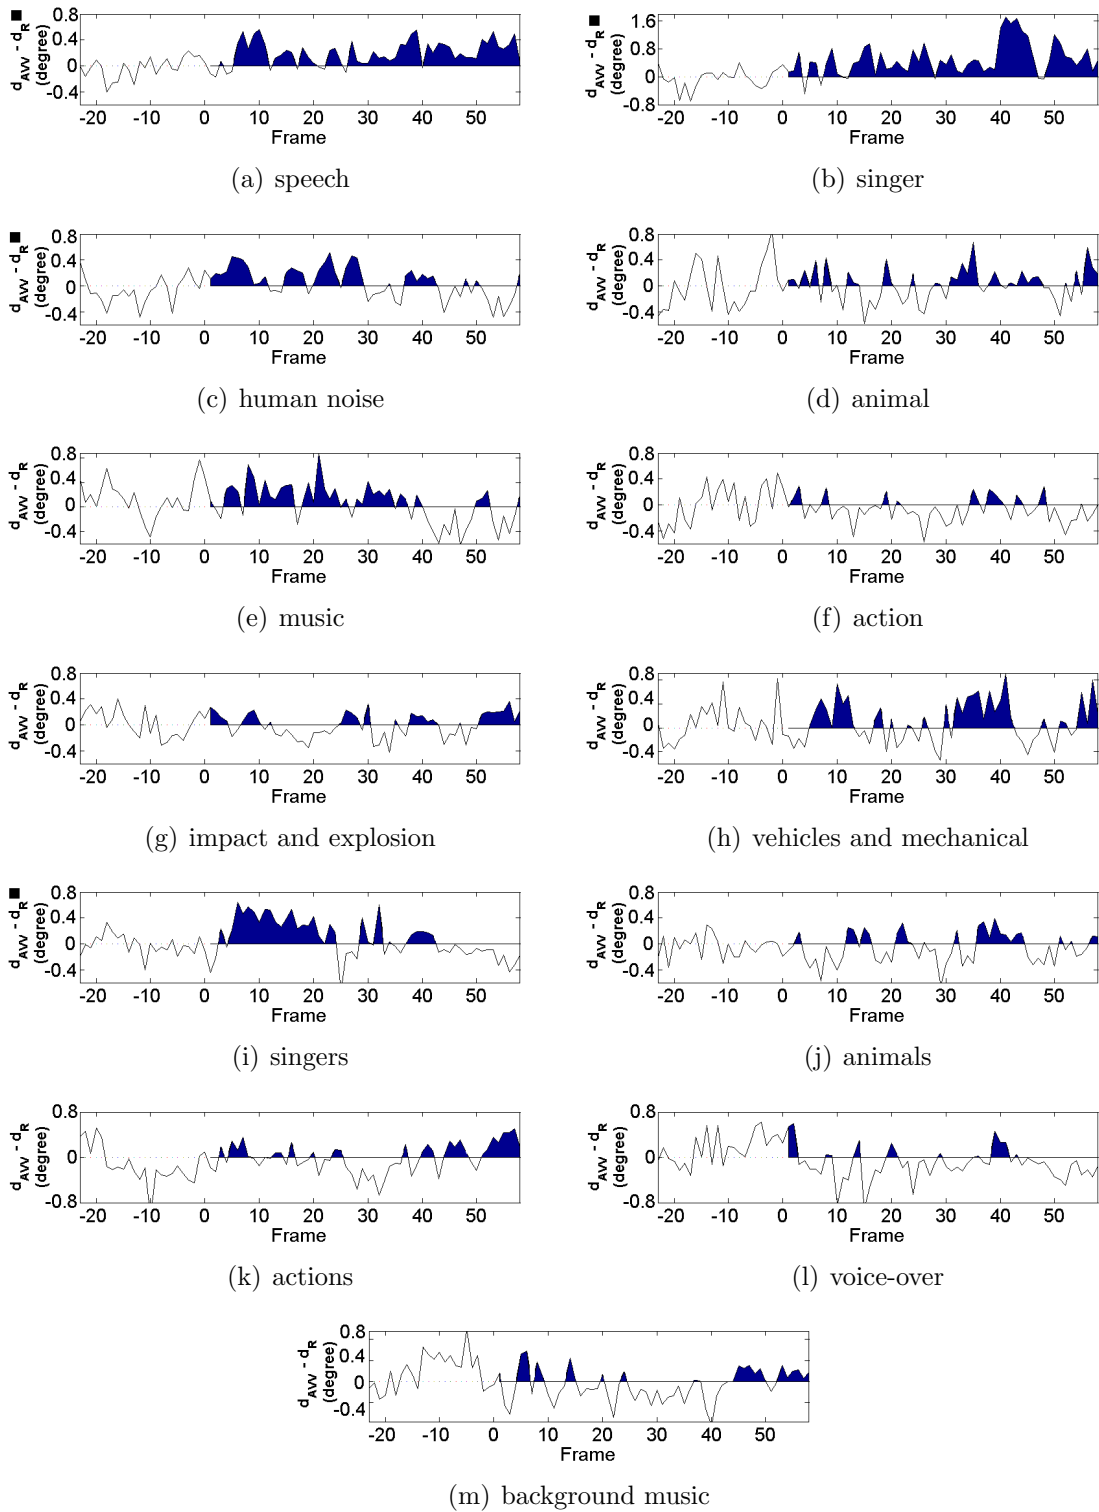 0.8
0.4
0
-0.4
d_AVV - d_R
(degree)
-20 -10 0 10 20 30 40 50
Frame
(a) speech
1.6
0.8
0
-0.8
d_AVV - d_R
(degree)
-20 -10 0 10 20 30 40 50
Frame
(b) singer
0.8
0.4
0
-0.4
d_AVV - d_R
(degree)
-20 -10 0 10 20 30 40 50
Frame
(c) human noise
0.8
0.4
0
-0.4
d_AVV - d_R
(degree)
-20 -10 0 10 20 30 40 50
Frame
(d) animal
0.8
0.4
0
-0.4
d_AVV - d_R
(degree)
-20 -10 0 10 20 30 40 50
Frame
(e) music
0.8
0.4
0
-0.4
d_AVV - d_R
(degree)
-20 -10 0 10 20 30 40 50
Frame
(f) action
0.8
0.4
0
-0.4
d_AVV - d_R
(degree)
-20 -10 0 10 20 30 40 50
Frame
(g) impact and explosion
0.8
0.4
0
-0.4
d_AVV - d_R
(degree)
-20 -10 0 10 20 30 40 50
Frame
(h) vehicles and mechanical
0.8
0.4
0
-0.4
d_AVV - d_R
(degree)
-20 -10 0 10 20 30 40 50
Frame
(i) singers
0.8
0.4
0
-0.4
d_AVV - d_R
(degree)
-20 -10 0 10 20 30 40 50
Frame
(j) animals
0.8
0
-0.8
d_AVV - d_R
(degree)
-20 -10 0 10 20 30 40 50
Frame
(k) actions
0.8
0
-0.8
d_AVV - d_R
(degree)
-20 -10 0 10 20 30 40 50
Frame
(l) voice-over
0.8
0.4
0
-0.4
d_AVV - d_R
(degree)
-20 -10 0 10 20 30 40 50
Frame
(m) background music